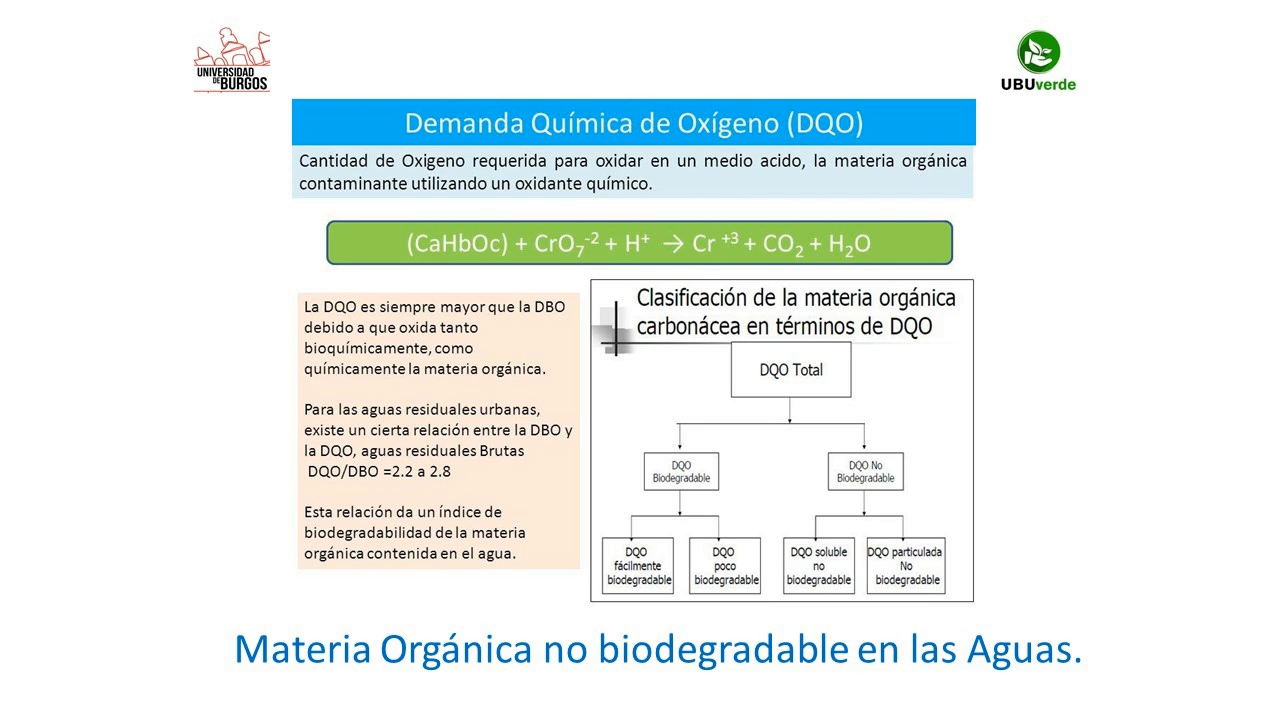 UNIVERSIDAD
DE BURGOS
UBUverde
Demanda Química de Oxígeno (DQO)
Cantidad de Oxigeno requerida para oxidar en un medio acido, la materia orgánica
contaminante utilizando un oxidante químico.
(CaHbOc) + CrO₇⁻² + H⁺ → Cr ⁺³ + CO₂ + H₂O
La DQO es siempre mayor que la DBO
debido a que oxida tanto
bioquímicamente, como
químicamente la materia orgánica.
Para las aguas residuales urbanas,
existe un cierta relación entre la DBO y
la DQO, aguas residuales Brutas
DQO/DBO =2.2 a 2.8
Esta relación da un índice de
biodegradabilidad de la materia
orgánica contenida en el agua.
Clasificación de la materia orgánica
carbonácea en términos de DQO
DQO Total
DQO
Biodegradable
DQO No
Biodegradable
DQO
fácilmente
biodegradable
DQO
poco
biodegradable
DQO soluble
no
biodegradable
DQO particulada
No
biodegradable
Materia Orgánica no biodegradable en las Aguas.